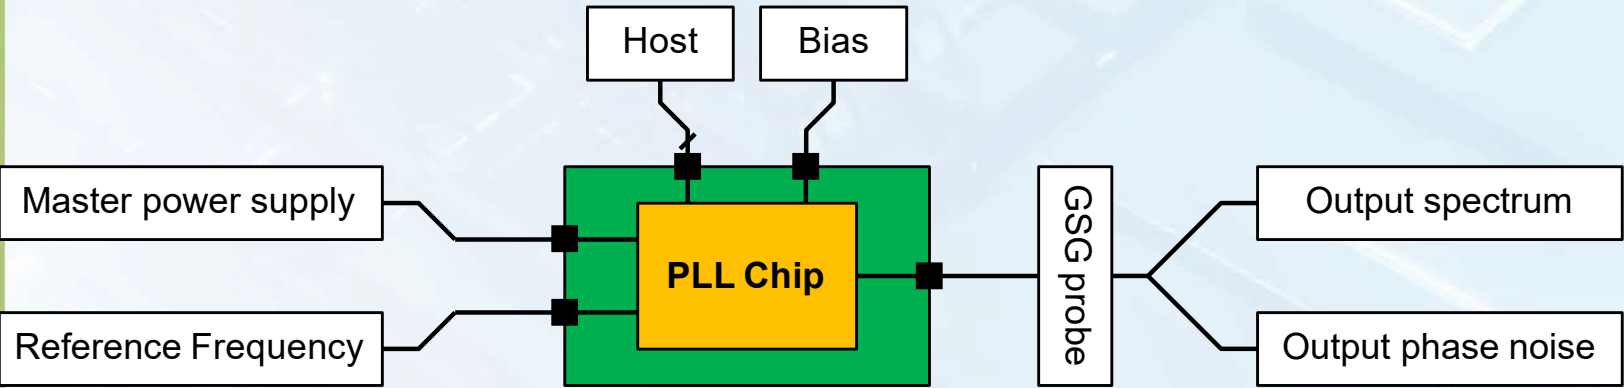 Host
Bias
Master power supply
Reference Frequency
PLL Chip
GSG probe
Output spectrum
Output phase noise